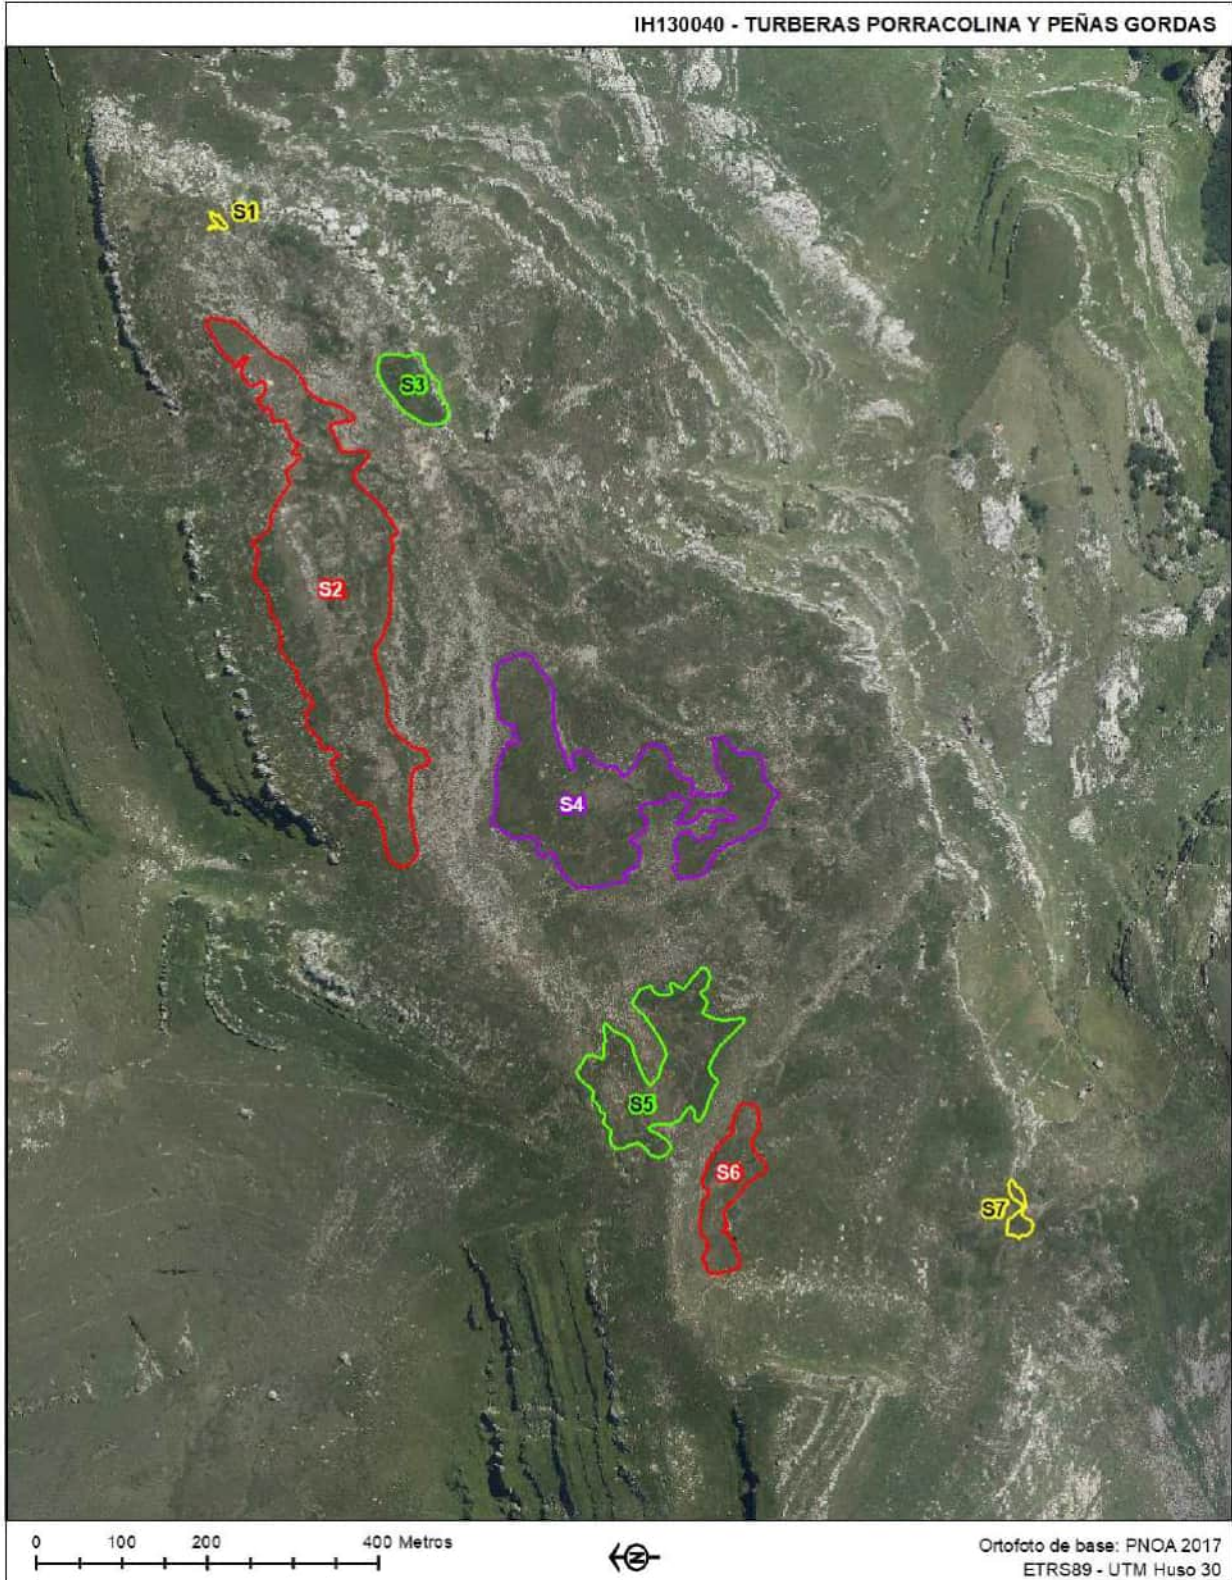 IH130040 - TURBERAS PORRACOLINA Y PEÑAS GORDAS
S1
S3
S2
S4
S5
S6
S7
0 100 200 400 Metros
N
Ortofoto de base: PNOA 2017
ETRS89 - UTM Huso 30